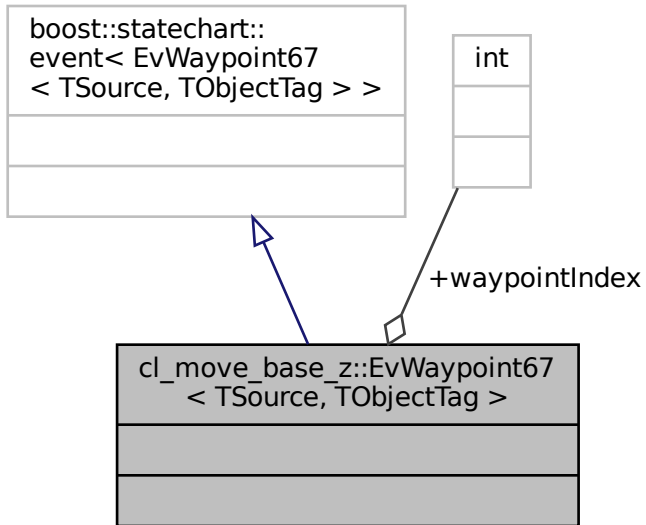 boost::statechart::
event< EvWaypoint67
< TSource, TObjectTag > >
int
+waypointIndex
cl_move_base_z::EvWaypoint67
< TSource, TObjectTag >